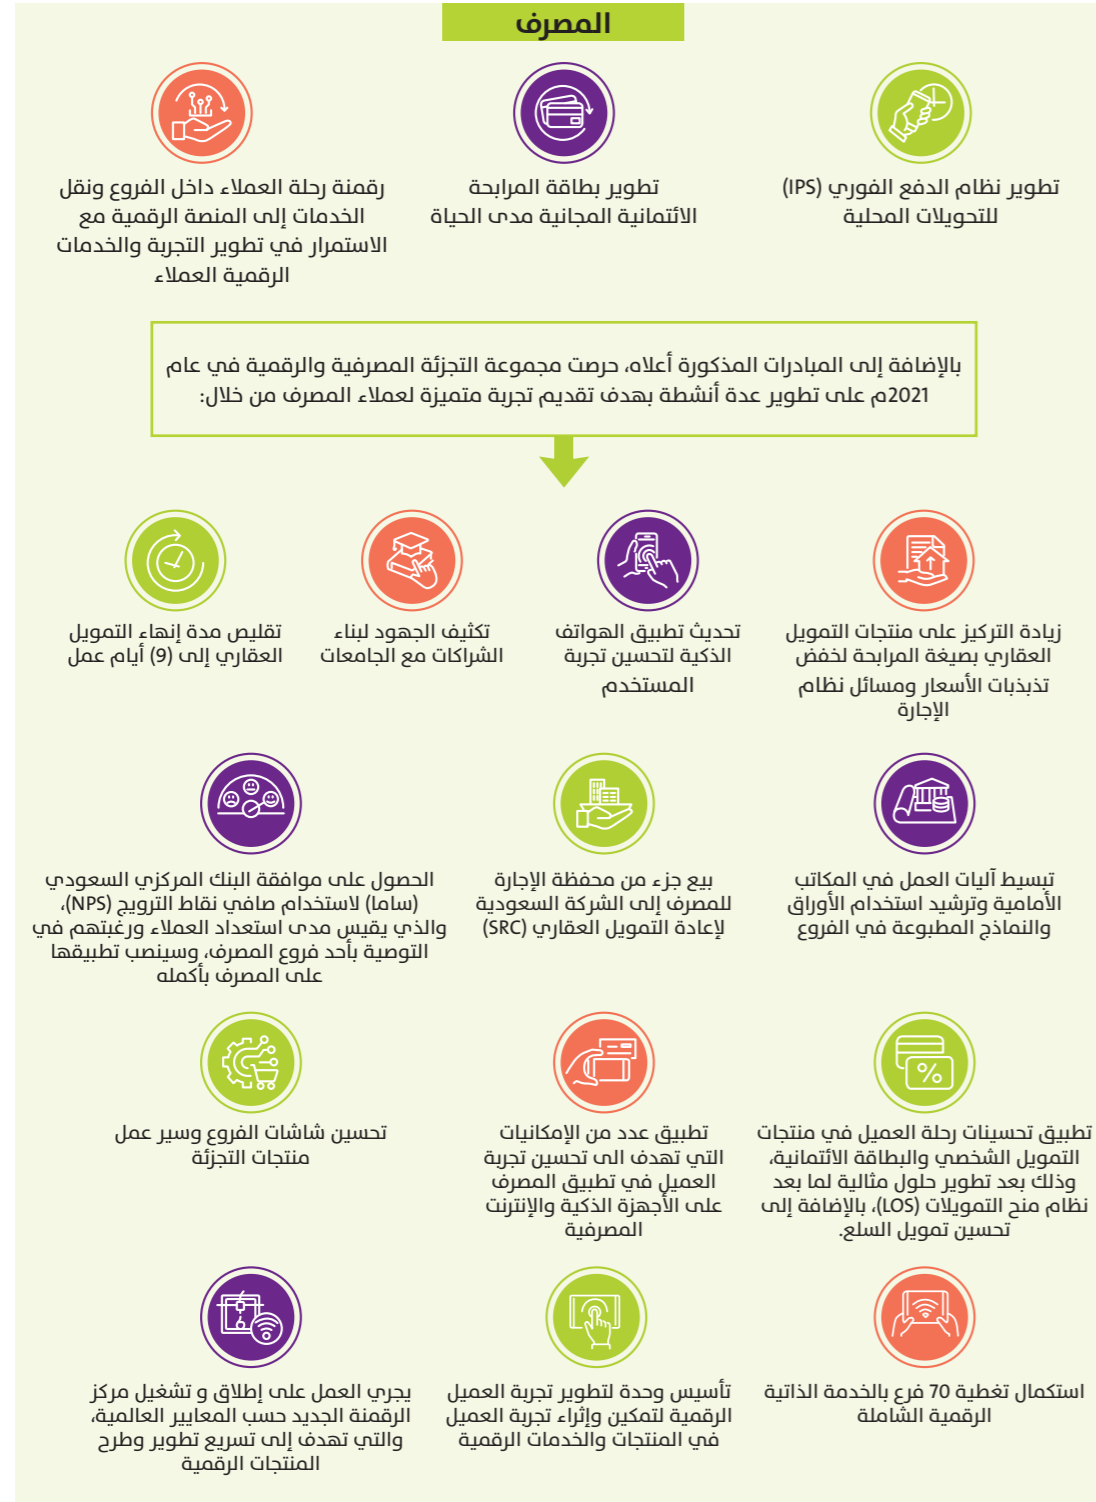 المصرف
تطوير نظام الدفع الفوري (IPS)
للتحويلات المحلية
تطوير بطاقة المرابحة
الائتمانية المجانية مدى الحياة
رقمنة رحلة العملاء داخل الفروع ونقل
الخدمات إلى المنصة الرقمية مع
الاستمرار في تطوير التجربة والخدمات
الرقمية العملاء
بالإضافة إلى المبادرات المذكورة أعلاه، حرصت مجموعة التجزئة المصرفية والرقمية في عام
2021م على تطوير عدة أنشطة بهدف تقديم تجربة متميزة لعملاء المصرف من خلال:
زيادة التركيز على منتجات التمويل
العقاري بصيغة المرابحة لخفض
تذبذبات الأسعار ومسائل نظام
الإجارة
تحديث تطبيق الهواتف
الذكية لتحسين تجربة
المستخدم
تكثيف الجهود لبناء
الشراكات مع الجامعات
تقليص مدة إنهاء التمويل
العقاري إلى (9) أيام عمل
تبسيط آليات العمل في المكاتب
الأمامية وترشيد استخدام الأوراق
والنماذج المطبوعة في الفروع
بيع جزء من محفظة الإجارة
للمصرف إلى الشركة السعودية
لإعادة التمويل العقاري (SRC)
الحصول على موافقة البنك المركزي السعودي
(ساما) لاستخدام صافي نقاط الترويج (NPS)،
والذي يقيس مدى استعداد العملاء ورغبتهم في
التوصية بأحد فروع المصرف، وسينصب تطبيقها
على المصرف بأكمله
تطبيق تحسينات رحلة العميل في منتجات
التمويل الشخصي والبطاقة الائتمانية،
وذلك بعد تطوير حلول مثالية لما بعد
نظام منح التمويلات (LOS)، بالإضافة إلى
تحسين تمويل السلع.
تطبيق عدد من الإمكانيات
التي تهدف الى تحسين تجربة
العميل في تطبيق المصرف
على الأجهزة الذكية والإنترنت
المصرفية
تحسين شاشات الفروع وسير عمل
منتجات التجزئة
استكمال تغطية 70 فرع بالخدمة الذاتية
الرقمية الشاملة
تأسيس وحدة لتطوير تجربة العميل
الرقمية لتمكين وإثراء تجربة العميل
في المنتجات والخدمات الرقمية
يجري العمل على إطلاق و تشغيل مركز
الرقمنة الجديد حسب المعايير العالمية،
والتي تهدف إلى تسريع تطوير وطرح
المنتجات الرقمية